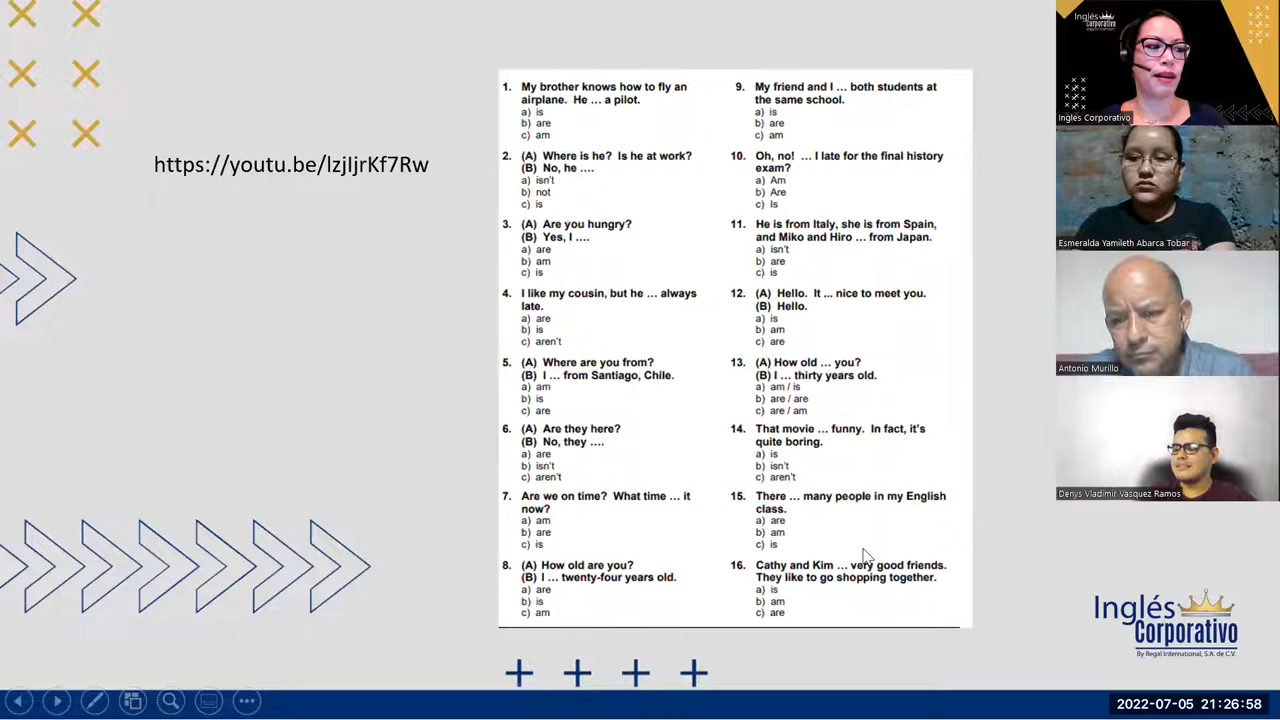 https://youtu.be/lzjIjrKf7Rw
1. My brother knows how to fly an
airplane. He ... a pilot.
a) is
b) are
c) am
2. (A) Where is he? Is he at work?
(B) No, he ....
a) isn't
b) not
c) is
3. (A) Are you hungry?
(B) Yes, I ....
a) are
b) am
c) is
4. I like my cousin, but he ... always
late.
a) are
b) is
c) aren't
5. (A) Where are you from?
(B) I ... from Santiago, Chile.
a) am
b) is
c) are
6. (A) Are they here?
(B) No, they ....
a) are
b) isn't
c) aren't
7. Are we on time? What time ... it
now?
a) am
b) are
c) is
8. (A) How old are you?
(B) I ... twenty-four years old.
a) are
b) is
c) am
9. My friend and I ... both students at
the same school.
a) is
b) are
c) am
10. Oh, no! ... I late for the final history
exam?
a) Am
b) Are
c) Is
11. He is from Italy, she is from Spain,
and Miko and Hiro ... from Japan.
a) isn't
b) are
c) is
12. (A) Hello. It ... nice to meet you.
(B) Hello.
a) is
b) am
c) are
13. (A) How old ... you?
(B) I ... thirty years old.
a) am / is
b) are / are
c) are / am
14. That movie ... funny. In fact, it's
quite boring.
a) is
b) isn't
c) aren't
15. There ... many people in my English
class.
a) are
b) am
c) is
16. Cathy and Kim ... very good friends.
They like to go shopping together.
a) is
b) am
c) are
Inglés
Corporativo
Inglés Corporativo
Esmeralda Yamileth Abarca Tobar
Antonio Murillo
Denys Vladimir Vasquez Ramos
Inglés
Corporativo
By Regal International, S.A. de C.V.
2022-07-05 21:26:58